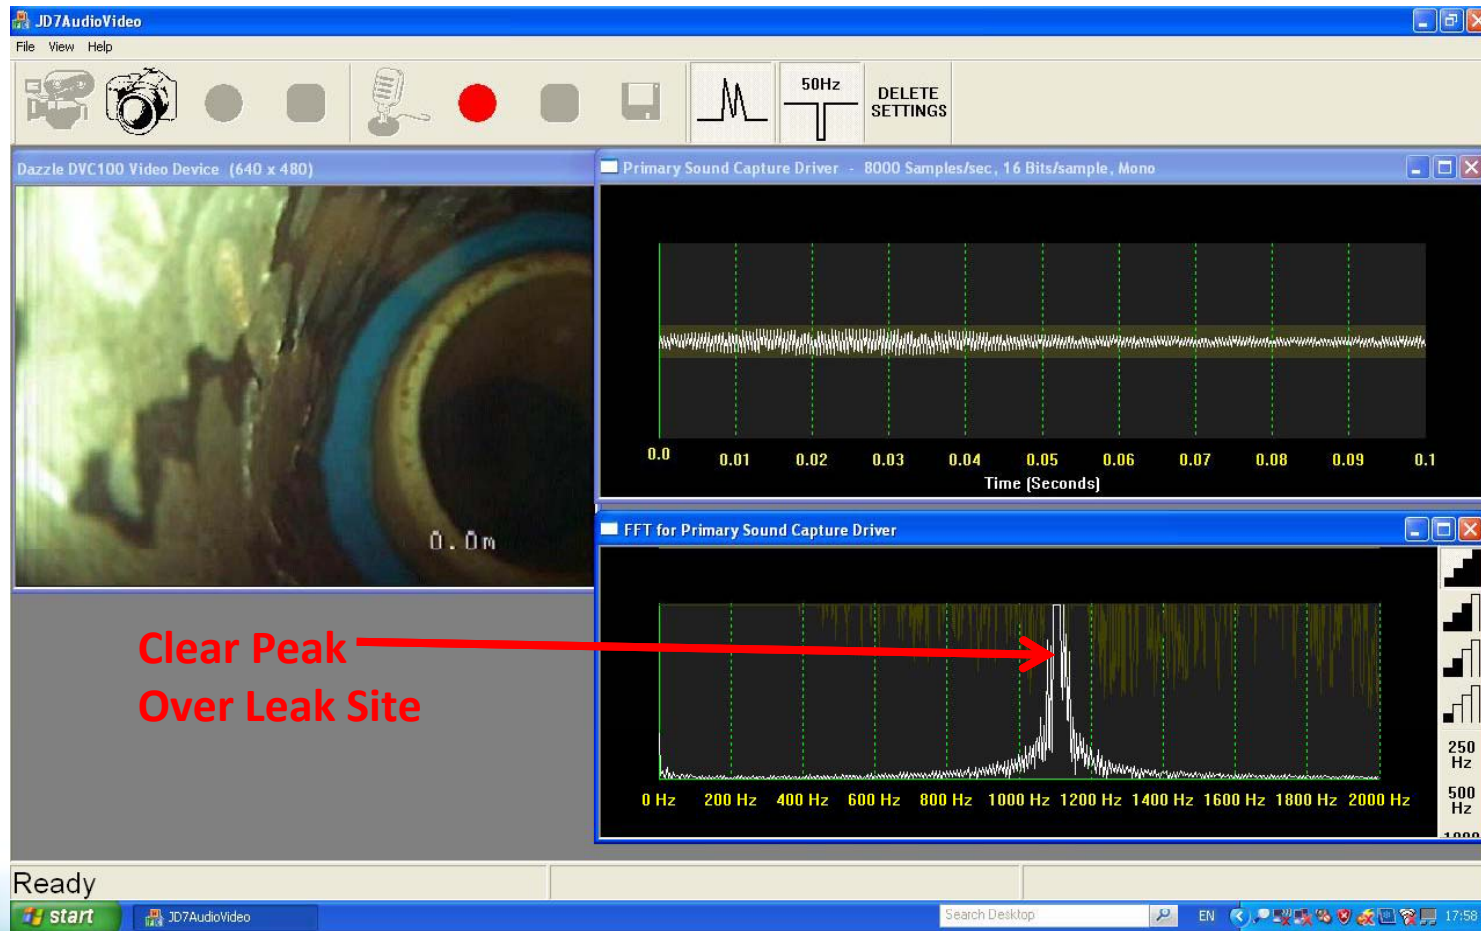 JD7AudioVideo
File View Help
50Hz
DELETE
SETTINGS
Dazzle DVC100 Video Device (640 x 480)
0.0m
Primary Sound Capture Driver - 8000 Samples/sec, 16 Bits/sample, Mono
0.0 0.01 0.02 0.03 0.04 0.05 0.06 0.07 0.08 0.09 0.1
Time (Seconds)
FFT for Primary Sound Capture Driver
0 Hz 200 Hz 400 Hz 600 Hz 800 Hz 1000 Hz 1200 Hz 1400 Hz 1600 Hz 1800 Hz 2000 Hz
250
Hz
500
Hz
Clear Peak
Over Leak Site
Ready
start JD7AudioVideo Search Desktop EN 17:58